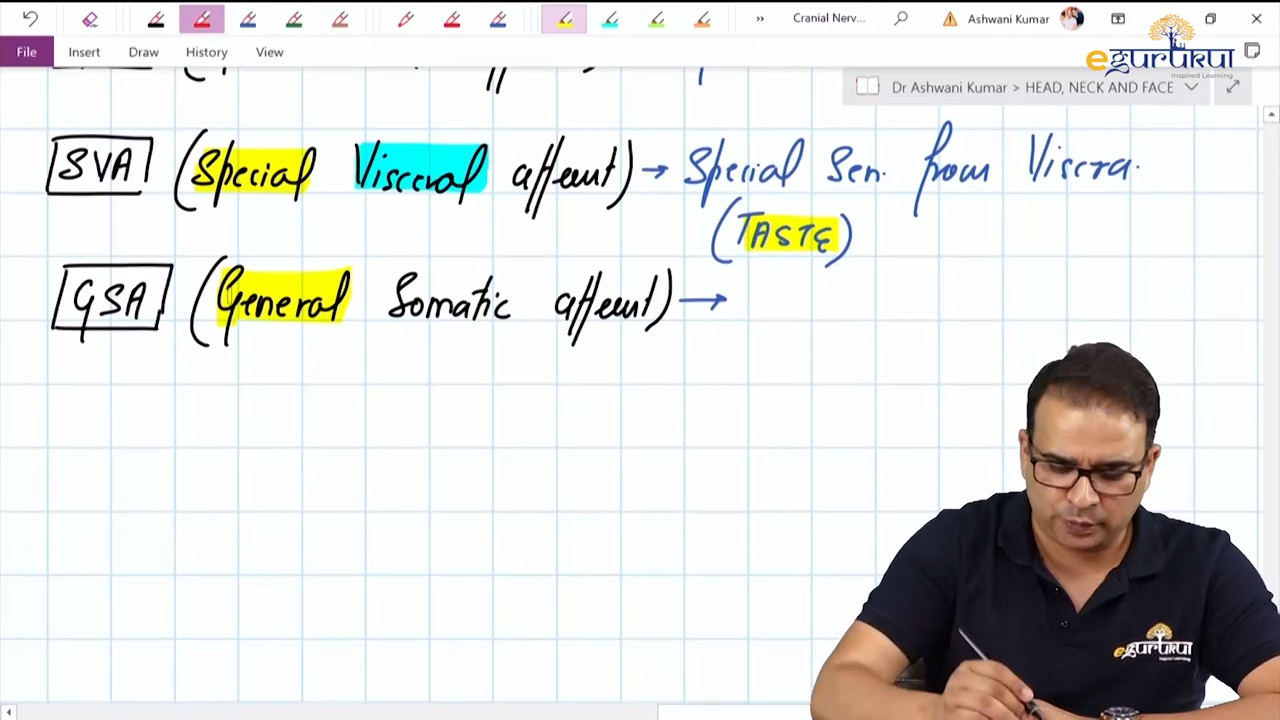 Cranial Nerv...
Ashwani Kumar
File Insert Draw History View
egurukul
Inspired Learning
Dr Ashwani Kumar > HEAD, NECK AND FACE
SVA (Special Visceral afferent) → Special Sen. from Viscra.
(TASTE)
GSA (General Somatic afferent) →
egurukul